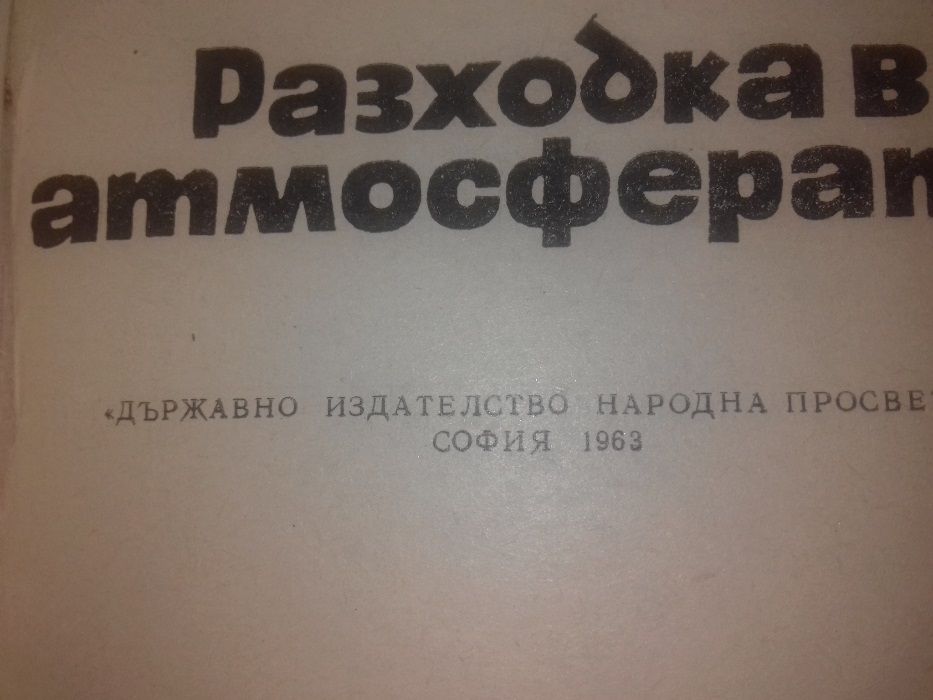 Разходка в
атмосферат
«ДЪРЖАВНО ИЗДАТЕЛСТВО НАРОДНА ПРОСВЕ
СОФИЯ 1963